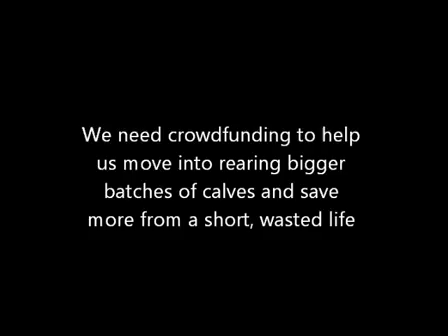 We need crowdfunding to help
us move into rearing bigger
batches of calves and save
more from a short, wasted life